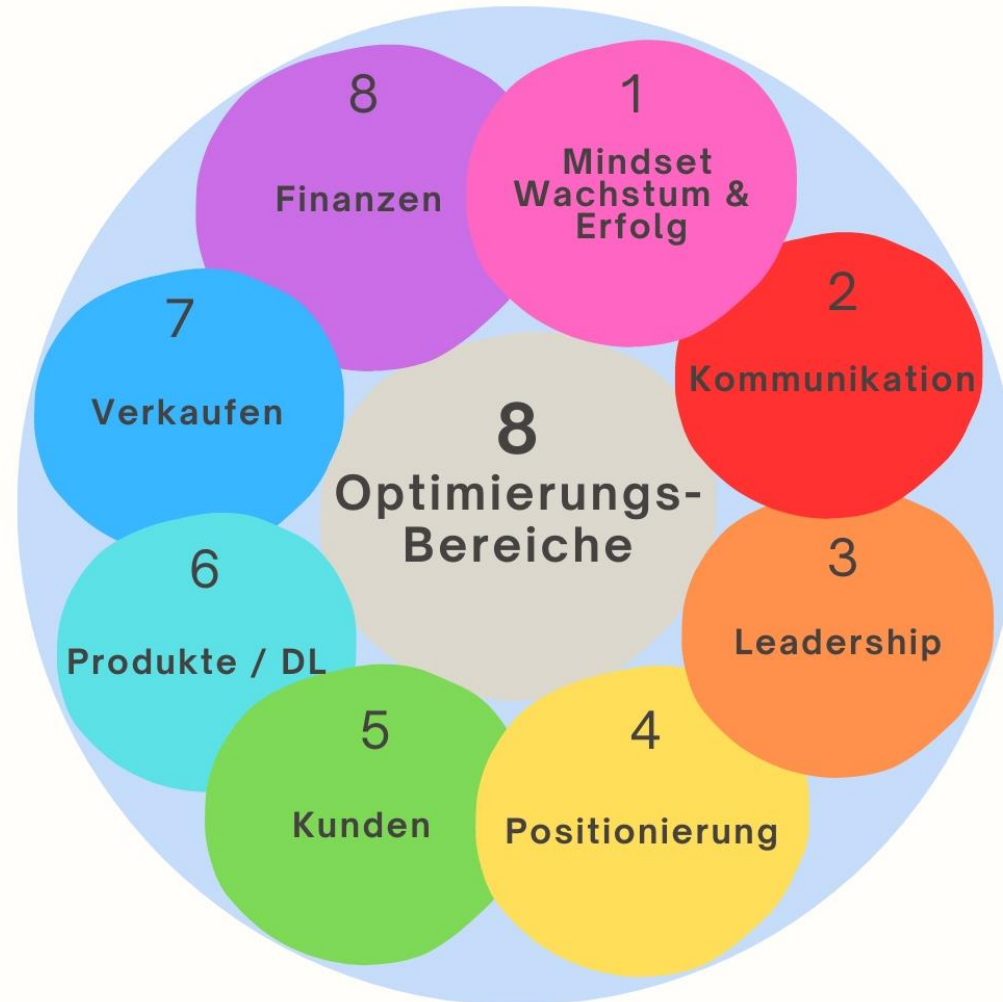 8
Optimierungs-
Bereiche
1
Mindset
Wachstum &
Erfolg
2
Kommunikation
3
Leadership
4
Positionierung
5
Kunden
6
Produkte / DL
7
Verkaufen
8
Finanzen